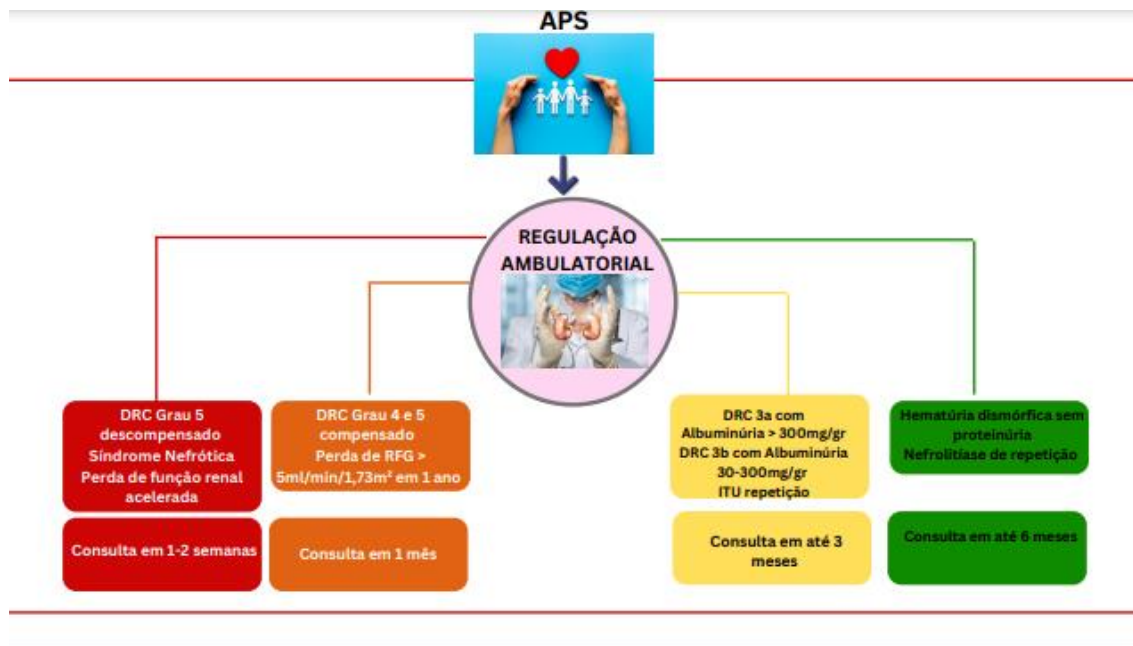 APS
REGULAÇÃO
AMBULATORIAL
DRC Grau 5
descompensado
Síndrome Nefrótica
Perda de função renal
acelerada
Consulta em 1-2 semanas
DRC Grau 4 e 5
compensado
Perda de RFG >
5ml/min/1,73m² em 1 ano
Consulta em 1 mês
DRC 3a com
Albuminúria > 300mg/gr
DRC 3b com Albuminúria
30-300mg/gr
ITU repetição
Consulta em até 3
meses
Hematúria dismórfica sem
proteinúria
Nefrolitíase de repetição
Consulta em até 6 meses